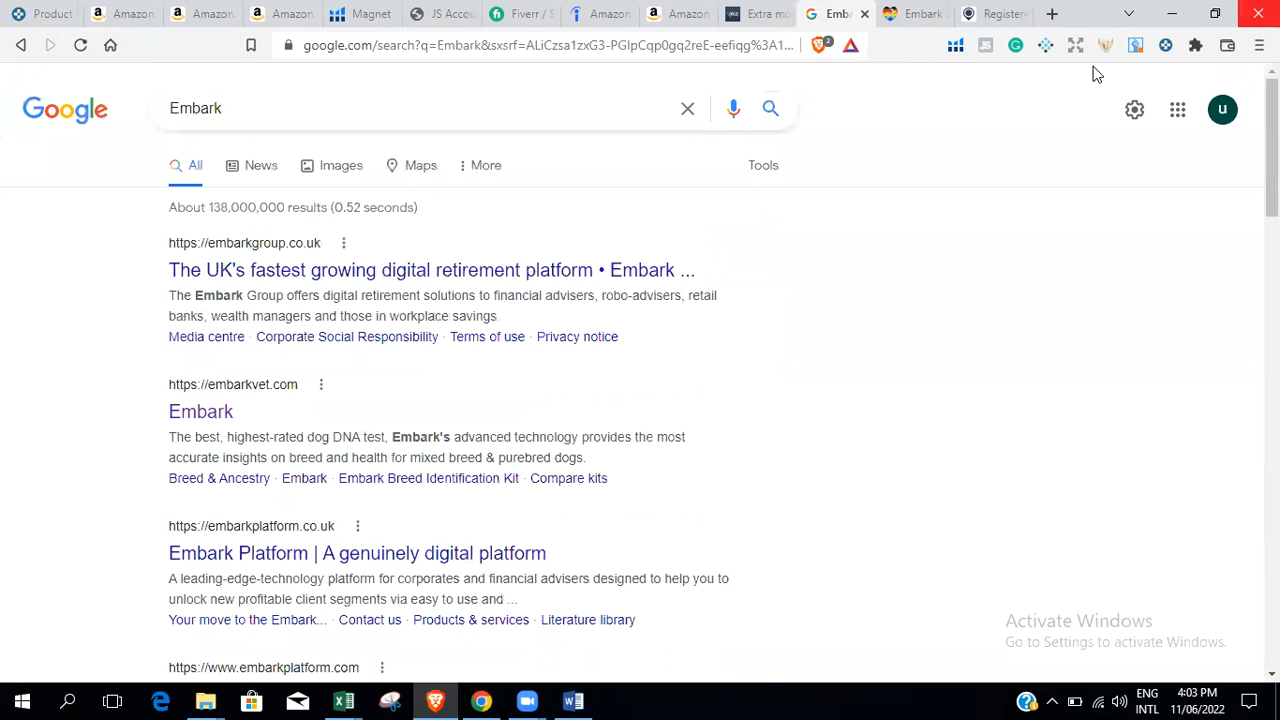 Product
Amazon
Amazon
Amazon
Magnet
JS Acc
Fiverr / S
Amazon
Amazon
Extra m
Emb
Embark
Registere
google.com/search?q=Embark&sxsrf=ALiCzsa1zxG3-PGlpCqp0gq2reE-eefiqg%3A1...
2
Google
Embark
u
All
News
Images
Maps
More
Tools
About 138,000,000 results (0.52 seconds)
https://embarkgroup.co.uk
The UK's fastest growing digital retirement platform • Embark ...
The Embark Group offers digital retirement solutions to financial advisers, robo-advisers, retail
banks, wealth managers and those in workplace savings.
Media centre · Corporate Social Responsibility · Terms of use · Privacy notice
https://embarkvet.com
Embark
The best, highest-rated dog DNA test, Embark's advanced technology provides the most
accurate insights on breed and health for mixed breed & purebred dogs.
Breed & Ancestry · Embark · Embark Breed Identification Kit · Compare kits
https://embarkplatform.co.uk
Embark Platform | A genuinely digital platform
A leading-edge-technology platform for corporates and financial advisers designed to help you to
unlock new profitable client segments via easy to use and ...
Your move to the Embark... · Contact us · Products & services · Literature library
https://www.embarkplatform.com
Activate Windows
Go to Settings to activate Windows.
ENG
INTL
4:03 PM
11/06/2022